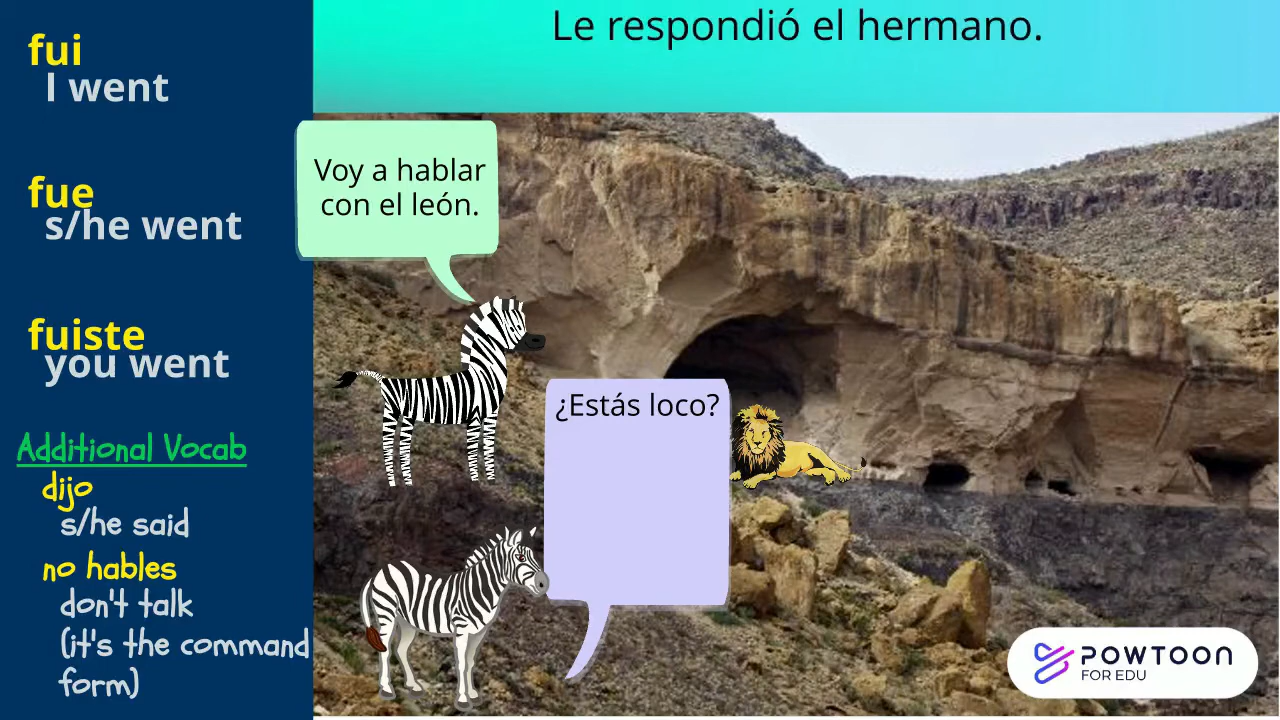 fui
I went
fue
s/he went
fuiste
you went
Additional Vocab
dijo
s/he said
no hables
don't talk
(it's the command
form)
Le respondió el hermano.
Voy a hablar
con el león.
¿Estás loco?
POWTOON
FOR EDU